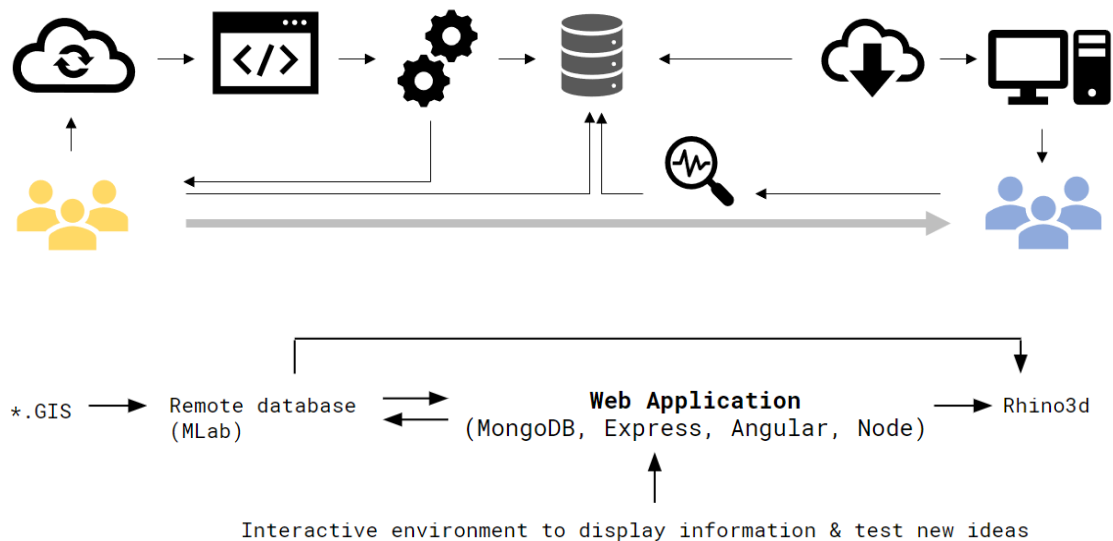 *.GIS
Remote database
(MLab)
Web Application
(MongoDB, Express, Angular, Node)
Rhino3d
Interactive environment to display information & test new ideas